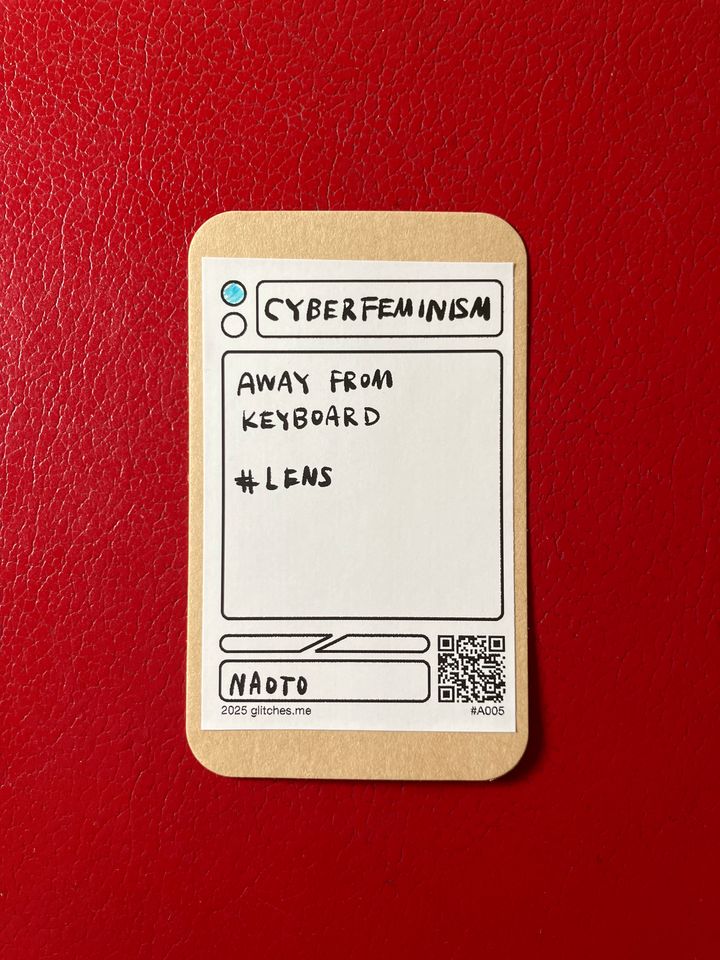 CYBERFEMINISM
AWAY FROM
KEYBOARD
#LENS
NAOTO
2025 glitches.me
#A005